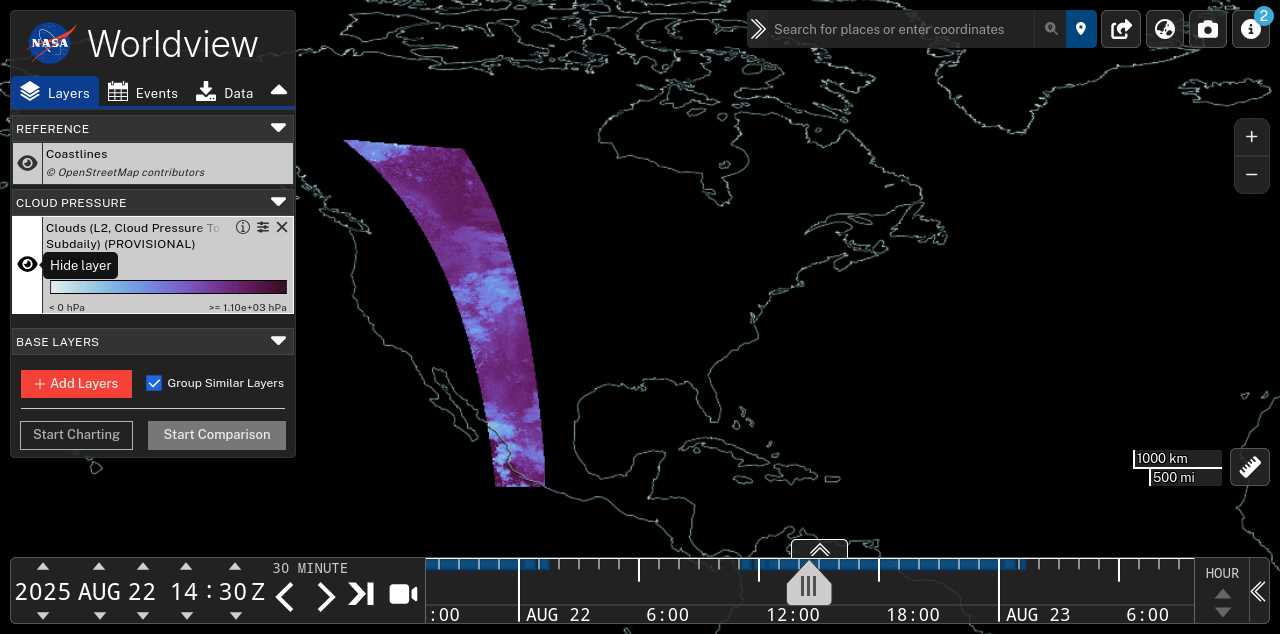 NASA
Worldview
Search for places or enter coordinates
2
Layers
Events
Data
REFERENCE
Coastlines
© OpenStreetMap contributors
CLOUD PRESSURE
Clouds (L2, Cloud Pressure To
Subdaily) (PROVISIONAL)
Hide layer
< 0 hPa
>= 1.10e+03 hPa
BASE LAYERS
+ Add Layers
Group Similar Layers
Start Charting
Start Comparison
+
−
1000 km
500 mi
2025 AUG 22 14 : 30 Z
30 MINUTE
:00
AUG 22
6:00
12:00
18:00
AUG 23
6:00
HOUR